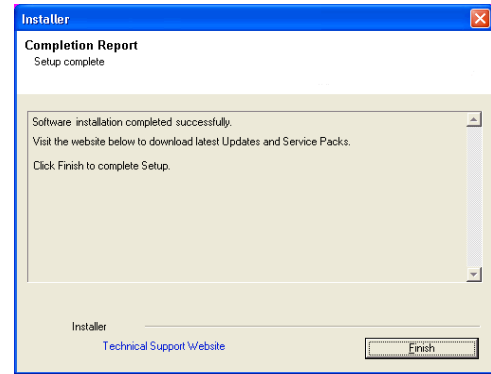 Installer
Completion Report
Setup complete
Software installation completed successfully.
Visit the website below to download latest Updates and Service Packs.
Click Finish to complete Setup.
Installer
Technical Support Website
Finish